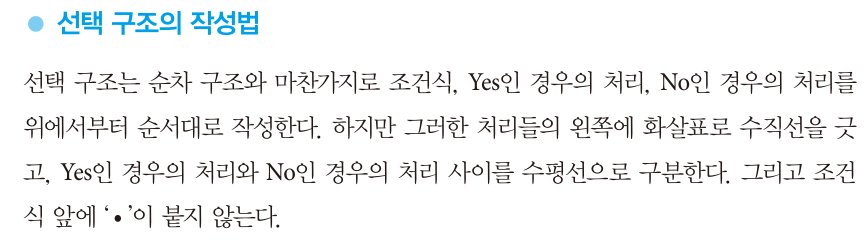 ● 선택 구조의 작성법
선택 구조는 순차 구조와 마찬가지로 조건식, Yes인 경우의 처리, No인 경우의 처리를
위에서부터 순서대로 작성한다. 하지만 그러한 처리들의 왼쪽에 화살표로 수직선을 긋
고, Yes인 경우의 처리와 No인 경우의 처리 사이를 수평선으로 구분한다. 그리고 조건
식 앞에 ‘•’이 붙지 않는다.